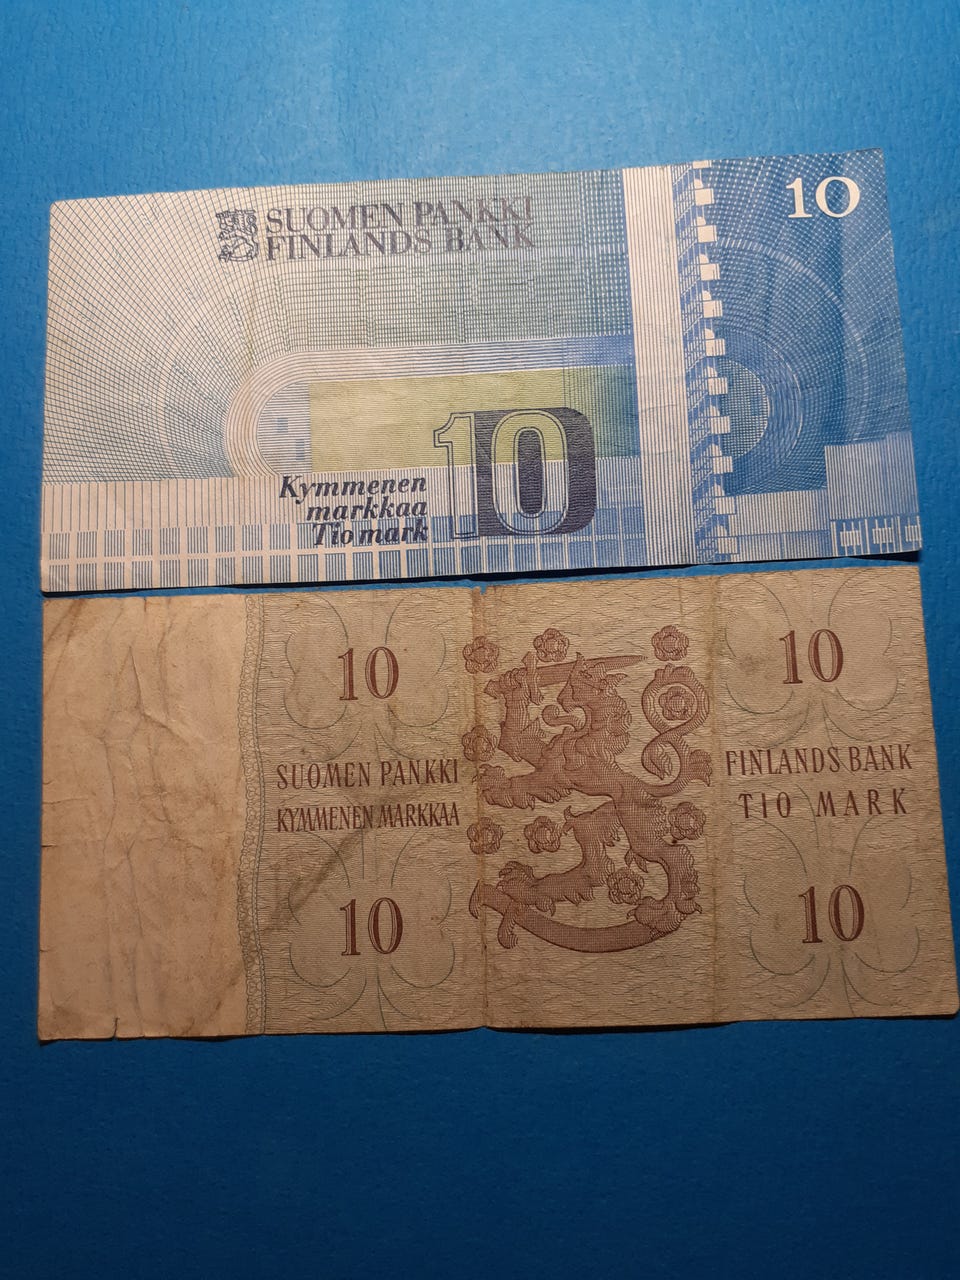 SUOMEN PANKKI
FINLANDS BANK
10
10
Kymmenen
markkaa
Tio mark
10
10
SUOMEN PANKKI
KYMMENEN MARKKAA
FINLANDS BANK
TIO MARK
10
10